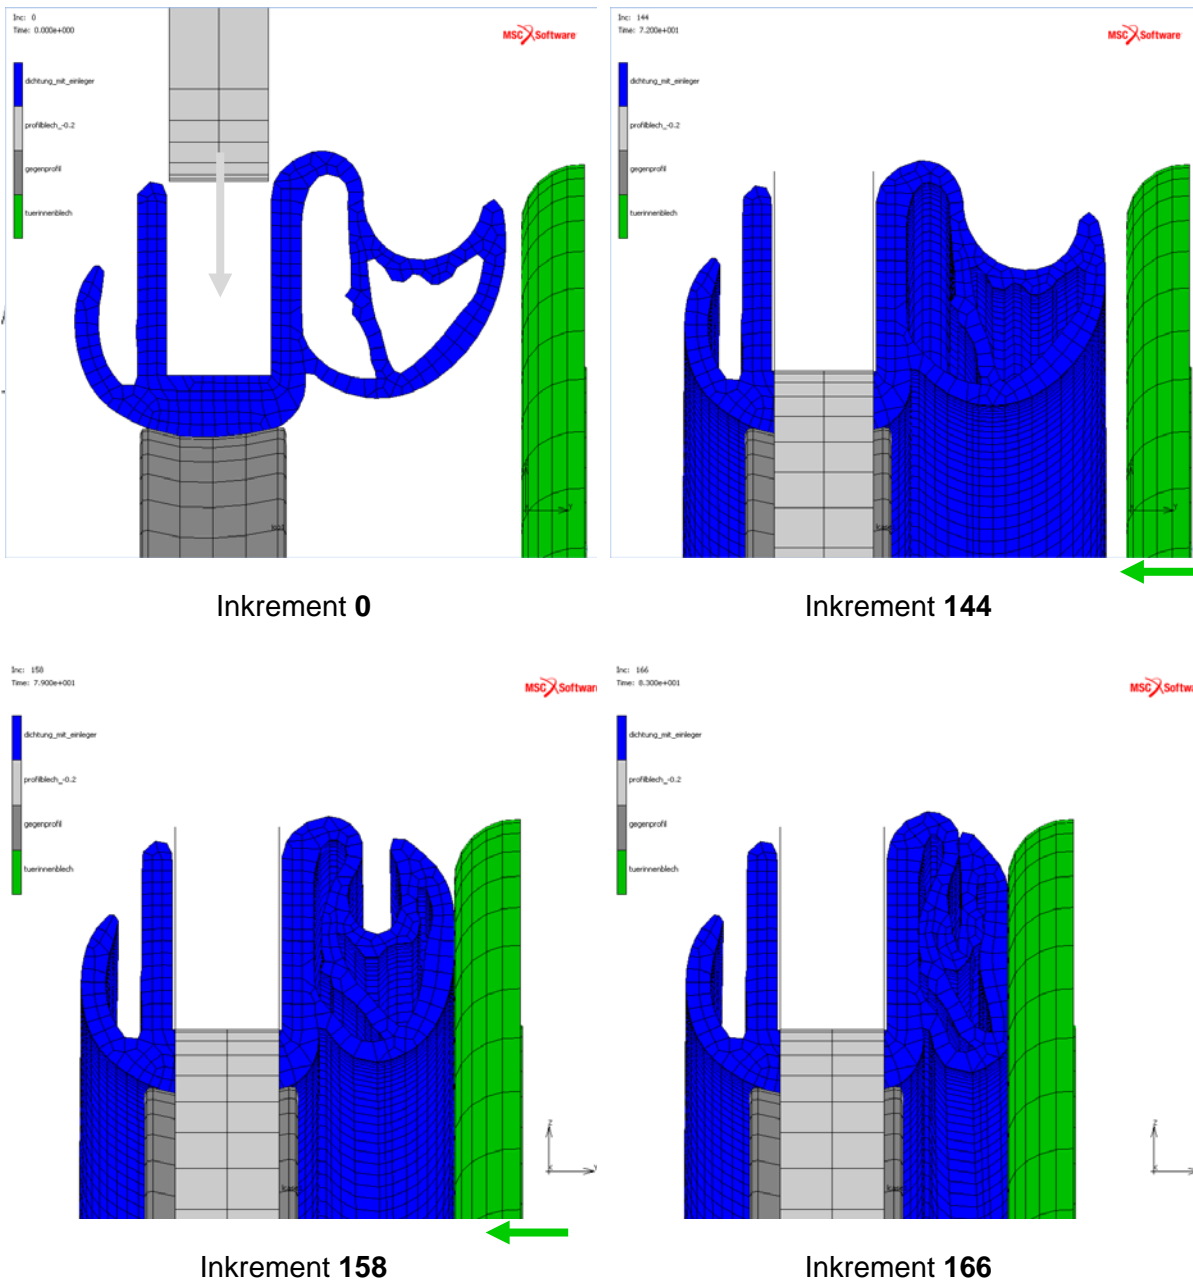 Inc: 0
Time: 0.000e+000
MSC Software
dichtung_mit_einleger
profilblech_-0.2
gegenprofil
tuerinnenblech
Inkrement 0
Inc: 144
Time: 7.200e+001
MSC Software
dichtung_mit_einleger
profilblech_-0.2
gegenprofil
tuerinnenblech
Y
Inkrement 144
Inc: 158
Time: 7.900e+001
MSC Software
dichtung_mit_einleger
profilblech_-0.2
gegenprofil
tuerinnenblech
Z
Inkrement 158
Inc: 166
Time: 8.300e+001
MSC Softwa
dichtung_mit_einleger
profilblech_-0.2
gegenprofil
tuerinnenblech
Z
Inkrement 166